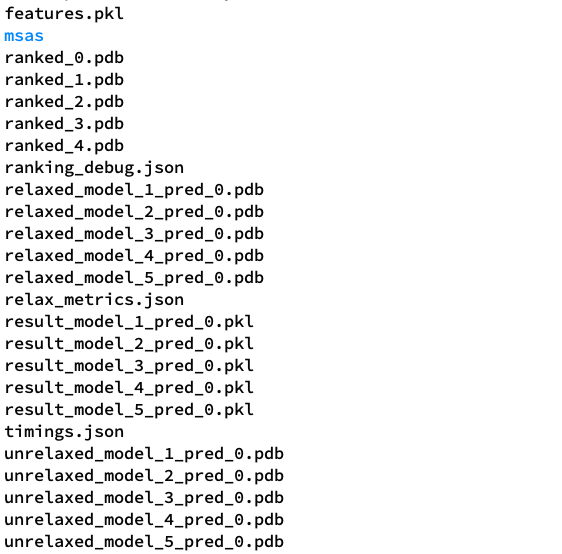 features.pkl
msas
ranked_0.pdb
ranked_1.pdb
ranked_2.pdb
ranked_3.pdb
ranked_4.pdb
ranking_debug.json
relaxed_model_1_pred_0.pdb
relaxed_model_2_pred_0.pdb
relaxed_model_3_pred_0.pdb
relaxed_model_4_pred_0.pdb
relaxed_model_5_pred_0.pdb
relax_metrics.json
result_model_1_pred_0.pkl
result_model_2_pred_0.pkl
result_model_3_pred_0.pkl
result_model_4_pred_0.pkl
result_model_5_pred_0.pkl
timings.json
unrelaxed_model_1_pred_0.pdb
unrelaxed_model_2_pred_0.pdb
unrelaxed_model_3_pred_0.pdb
unrelaxed_model_4_pred_0.pdb
unrelaxed_model_5_pred_0.pdb